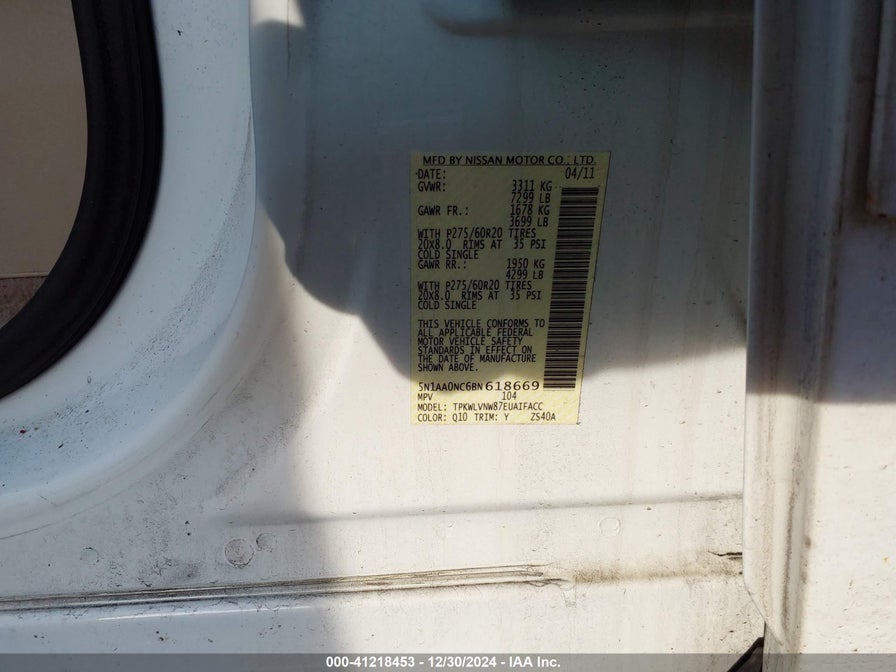 MFD BY NISSAN MOTOR CO., LTD.
DATE: 04/11
GVWR: 3311 KG
7299 LB
GAWR FR.: 1678 KG
3699 LB
WITH P275/60R20 TIRES
20X8.0 RIMS AT 35 PSI
COLD SINGLE
GAWR RR.: 1950 KG
4299 LB
WITH P275/60R20 TIRES
20X8.0 RIMS AT 35 PSI
COLD SINGLE
THIS VEHICLE CONFORMS TO
ALL APPLICABLE FEDERAL
MOTOR VEHICLE SAFETY
STANDARDS IN EFFECT ON
THE DATE OF MANUFACTURE
SHOWN ABOVE.
5N1AA0NC6BN618669
MPV 104
MODEL: TPKWLVNW87EUAIFACC
COLOR: Q10 TRIM: Y ZS40A
000-41218453 - 12/30/2024 - IAA Inc.